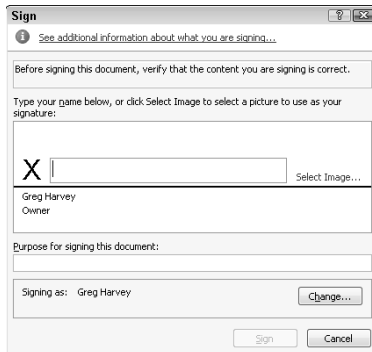 Sign
See additional information about what you are signing...
Before signing this document, verify that the content you are signing is correct.
Type your name below, or click Select Image to select a picture to use as your
signature:
X
Select Image...
Greg Harvey
Owner
Purpose for signing this document:
Signing as: Greg Harvey
Change...
Sign Cancel